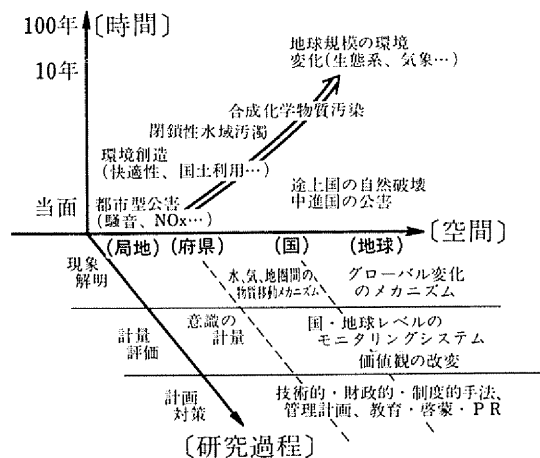 100年
〔時間〕
10年
地球規模の環境
変化(生態系、気象…)
合成化学物質汚染
閉鎖性水域汚濁
環境創造
(快適性、国土利用…)
途上国の自然破壊
中進国の公害
当面
都市型公害
(騒音、NOx…)
〔空間〕
(局地)
(府県)
(国)
(地球)
現象
解明
水、気、地圏間の、
物質移動メカニズム
グローバル変化
のメカニズム
計量
評価
意識の
計量
国・地球レベルの
モニタリングシステム
価値観の改変
計画
対策
技術的・財政的・制度的手法、
管理計画、教育・啓蒙・PR
〔研究過程〕